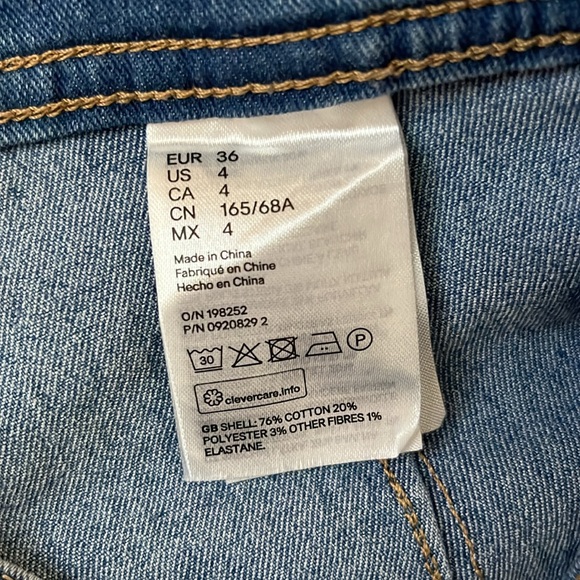 EUR 36
US 4
CA 4
CN 165/68A
MX 4
Made in China
Fabriqué en Chine
Hecho en China
O/N 198252
P/N 0920829 2
30 P
clevercare.info
GB SHELL: 76% COTTON 20%
POLYESTER 3% OTHER FIBRES 1%
ELASTANE.